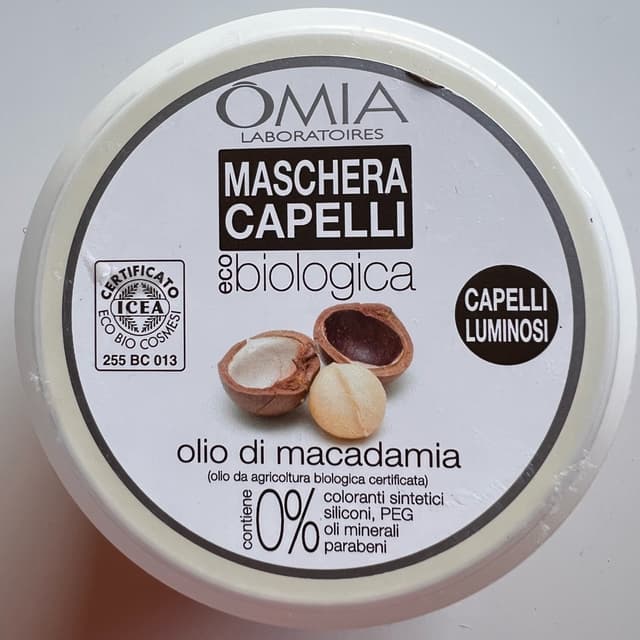 ÔMIA
LABORATOIRES
MASCHERA
CAPELLI
eco biologica
CERTIFICATO
ICEA
ECO BIO COSMESI
255 BC 013
CAPELLI
LUMINOSI
olio di macadamia
(olio da agricoltura biologica certificata)
contiene
0%
coloranti sintetici
siliconi, PEG
oli minerali
parabeni